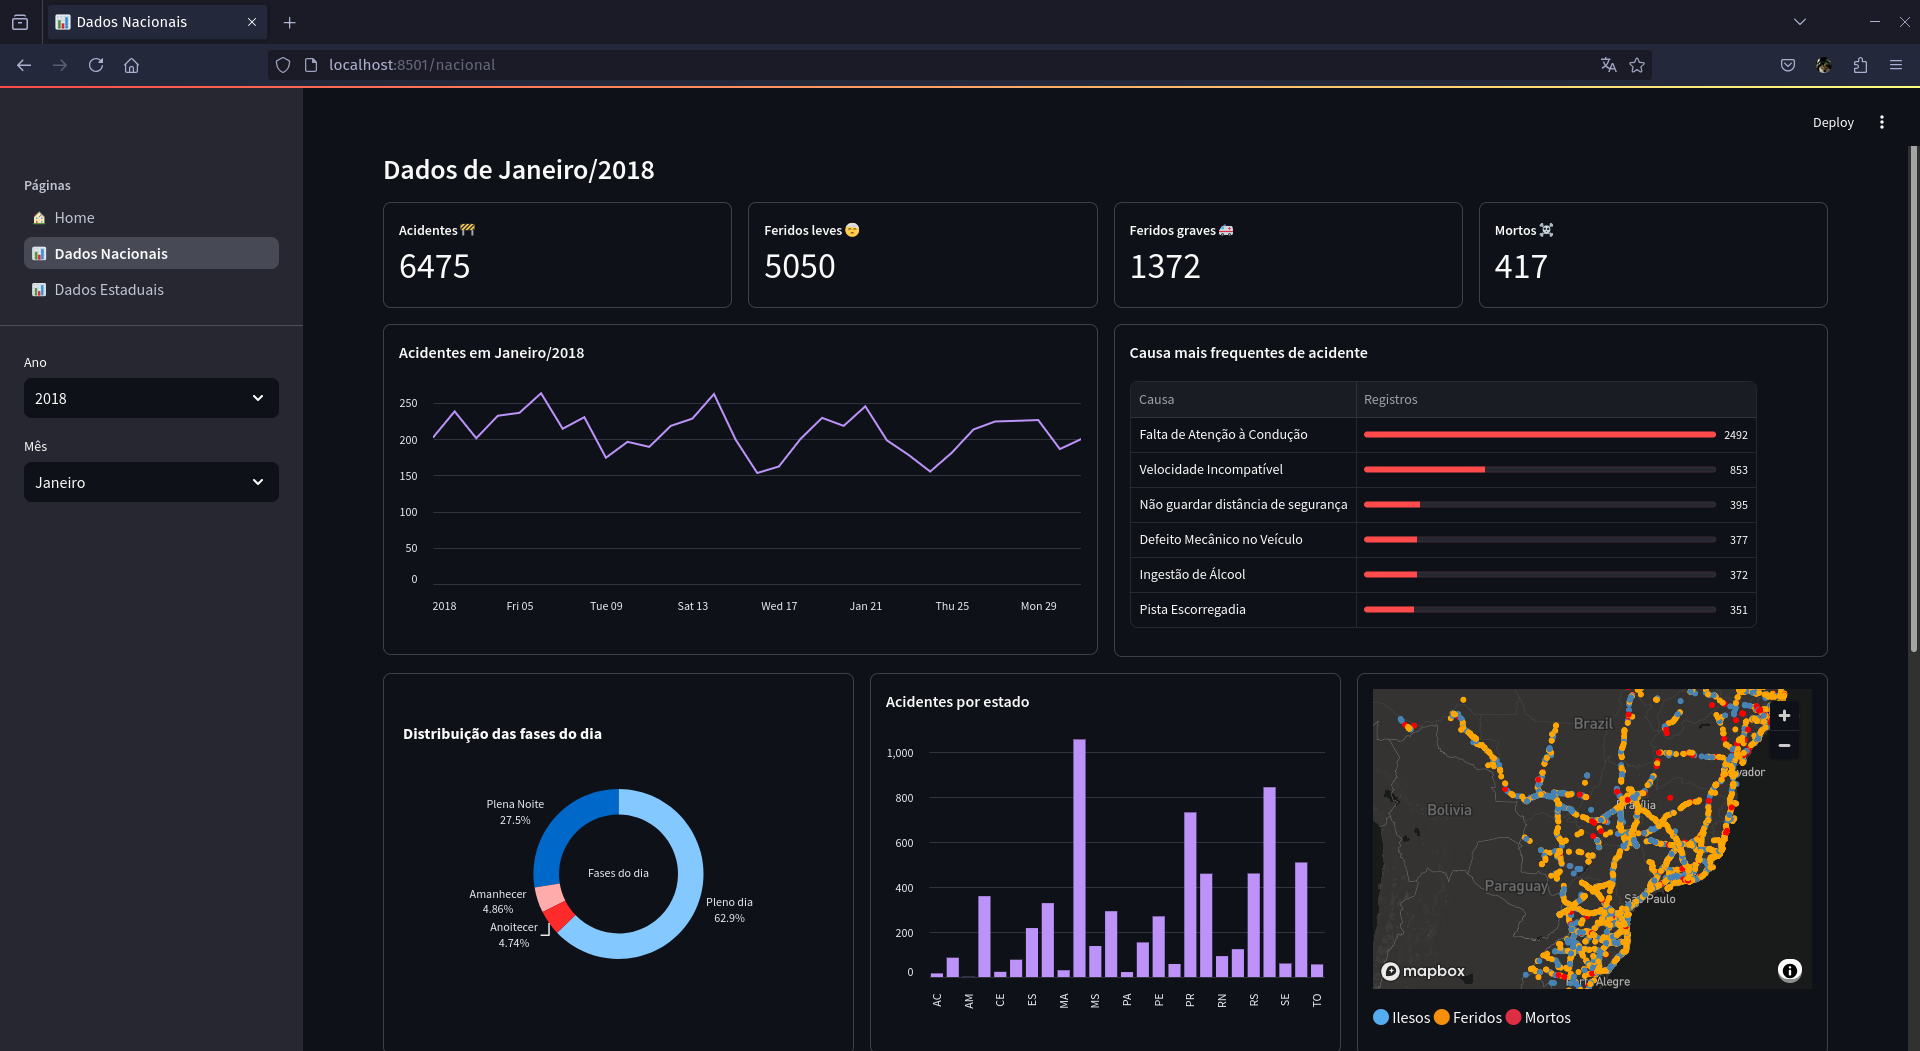 Dados Nacionais
localhost:8501/nacional
Deploy
Páginas
Home
Dados Nacionais
Dados Estaduais
Ano
2018
Mês
Janeiro
Dados de Janeiro/2018
Acidentes
6475
Feridos leves
5050
Feridos graves
1372
Mortos
417
Acidentes em Janeiro/2018
250
200
150
100
50
0
2018 Fri 05 Tue 09 Sat 13 Wed 17 Jan 21 Thu 25 Mon 29
Causa mais frequentes de acidente
Causa Registros
Falta de Atenção à Condução 2492
Velocidade Incompatível 853
Não guardar distância de segurança 395
Defeito Mecânico no Veículo 377
Ingestão de Álcool 372
Pista Escorregadia 351
Distribuição das fases do dia
Plena Noite
27.5%
Amanhecer
4.86%
Anoitecer
4.74%
Fases do dia
Pleno dia
62.9%
Acidentes por estado
1,000
800
600
400
200
0
AC AM CE ES MA MS PA PE PR RN RS SE TO
Brazil
Bolivia
Paraguay
São Paulo
Alegre
mapbox
Ilesos Feridos Mortos